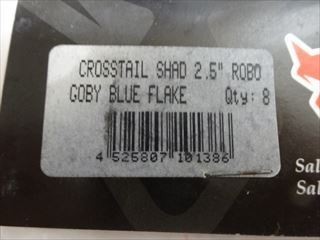 CROSSTAIL SHAD 2.5" ROBO
GOBY BLUE FLAKE Qty: 8
4 525807 101386
Sal
Sal